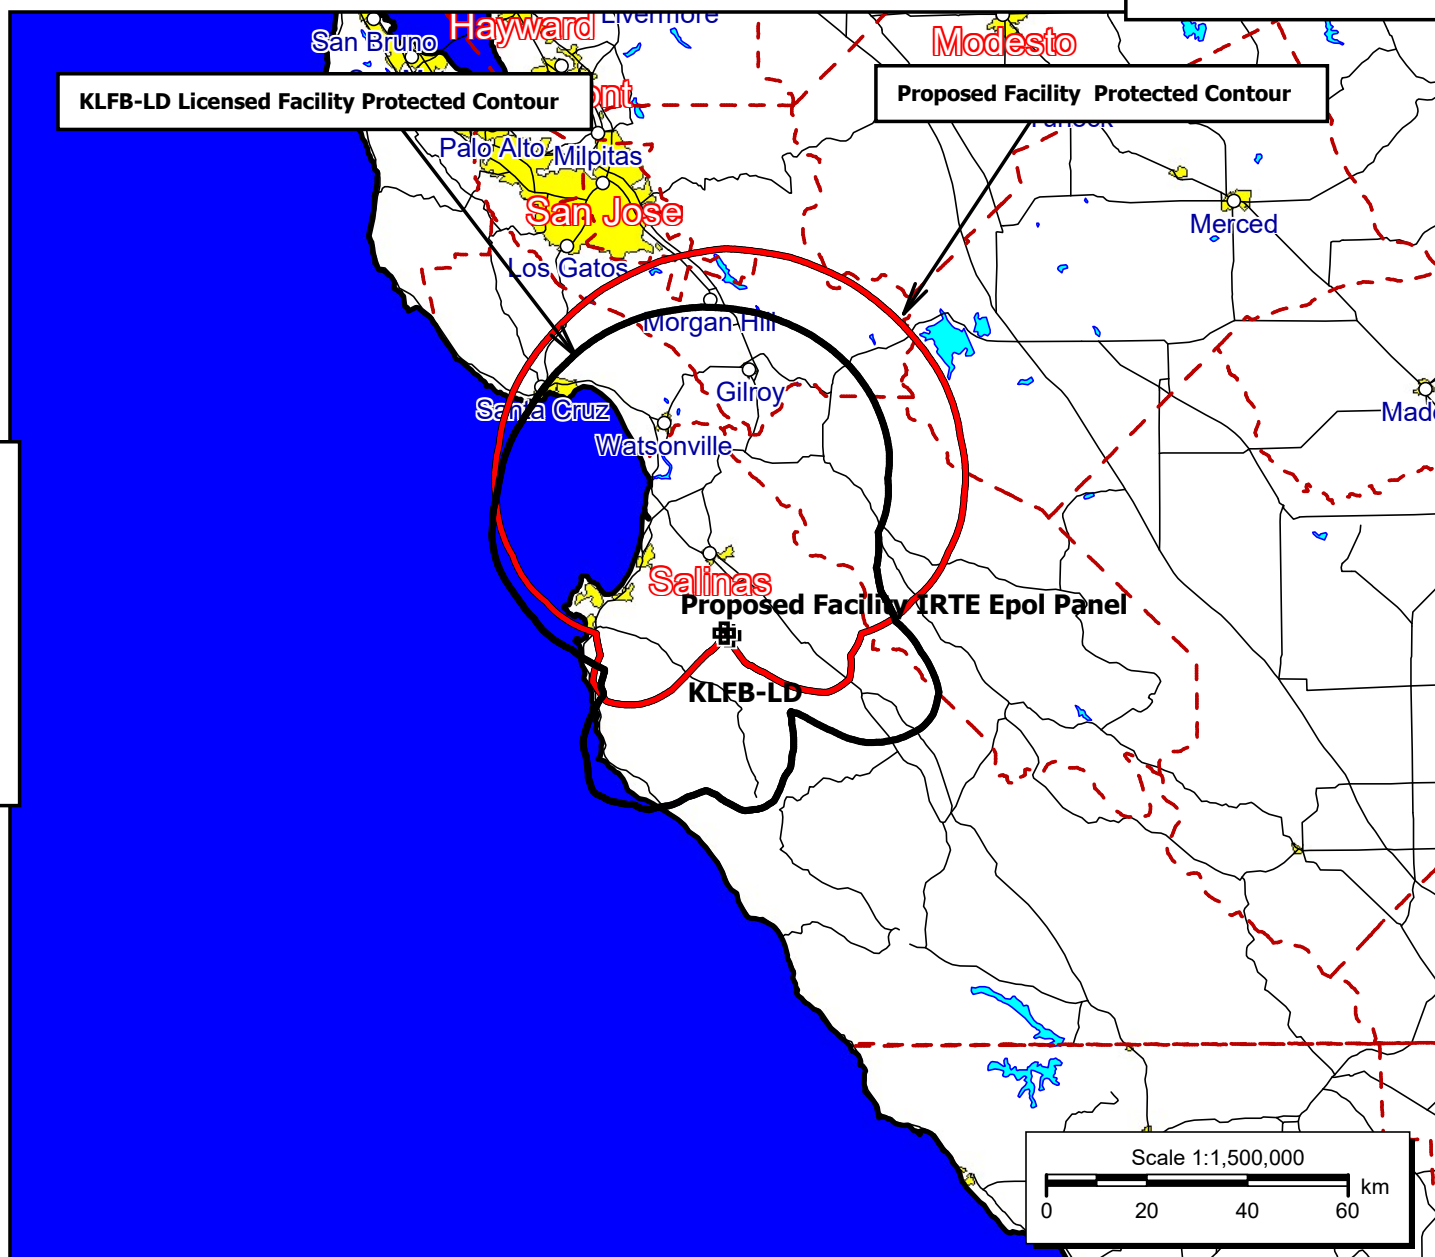 Hayward
Livermore
San Bruno
Modesto
KLFB-LD Licensed Facility Protected Contour
ont
Proposed Facility Protected Contour
Palo Alto
Milpitas
San Jose
Merced
Los Gatos
Morgan Hill
Gilroy
Santa Cruz
Made
Watsonville
Salinas
Proposed Facility IRTE Epol Panel
KLFB-LD
Scale 1:1,500,000
km
0 20 40 60